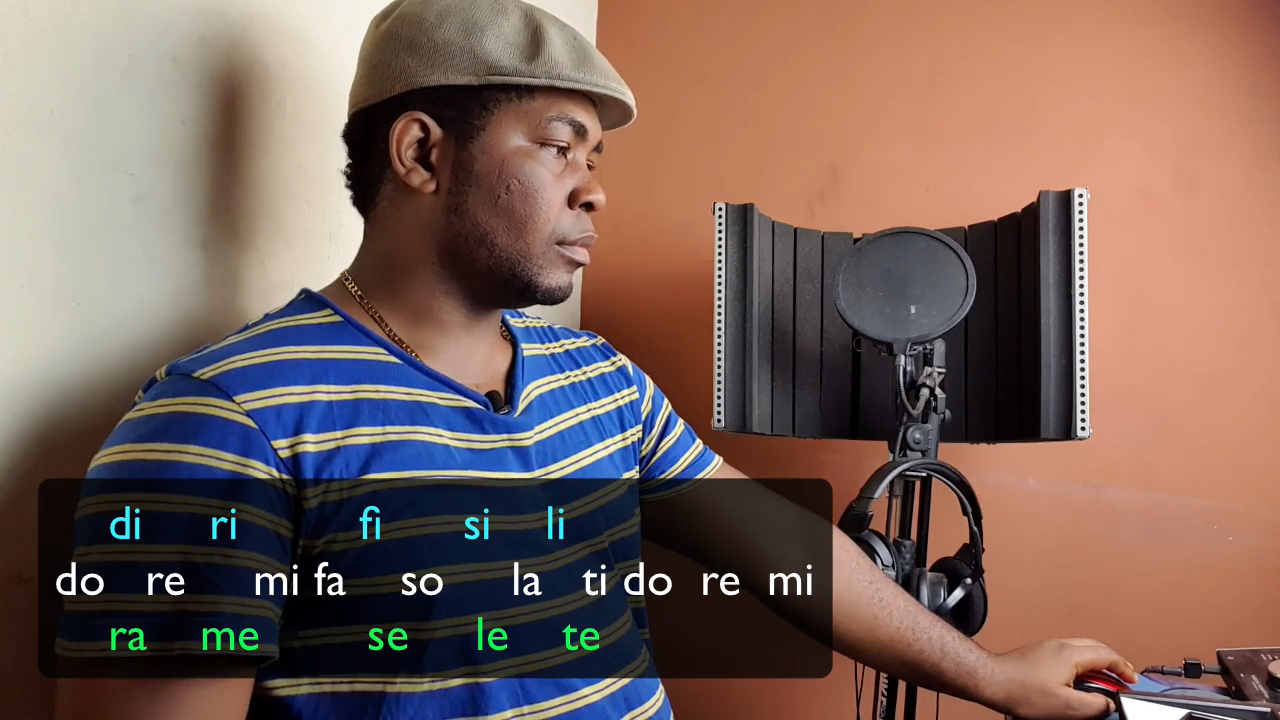 di ri fi si li
do re mi fa so la ti do re mi
ra me se le te